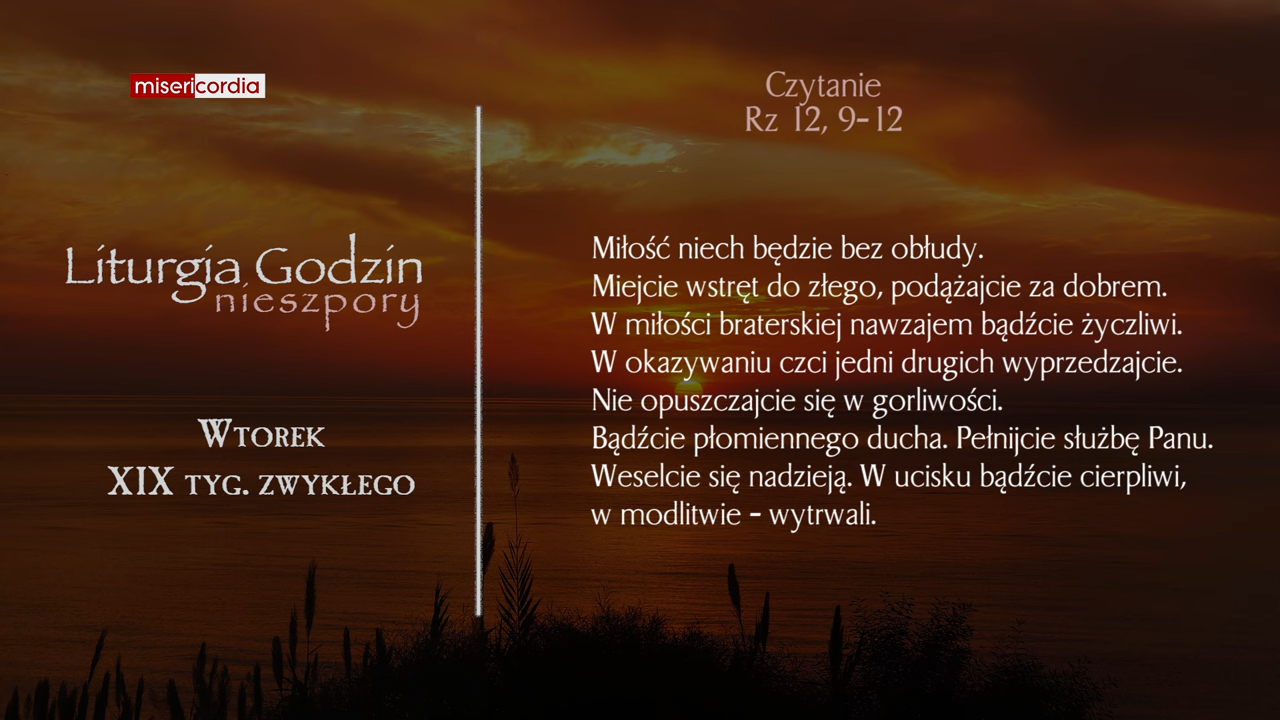 misericordia
Liturgia Godzin
nieszpory
Wtorek
XIX tyg. zwykłego
Czytanie
Rz 12, 9-12
Miłość niech będzie bez obłudy.
Miejcie wstręt do złego, podążajcie za dobrem.
W miłości braterskiej nawzajem bądźcie życzliwi.
W okazywaniu czci jedni drugich wyprzedzajcie.
Nie opuszczajcie się w gorliwości.
Bądźcie płomiennego ducha. Pełnijcie służbę Panu.
Weselcie się nadzieją. W ucisku bądźcie cierpliwi,
w modlitwie - wytrwali.